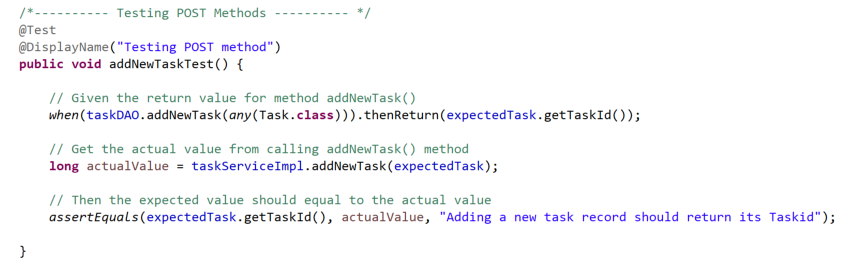 /*---------- Testing POST Methods ---------- */
@Test
@DisplayName("Testing POST method")
public void addNewTaskTest() {
// Given the return value for method addNewTask()
when(taskDAO.addNewTask(any(Task.class))).thenReturn(expectedTask.getTaskId());
// Get the actual value from calling addNewTask() method
long actualValue = taskServiceImpl.addNewTask(expectedTask);
// Then the expected value should equal to the actual value
assertEquals(expectedTask.getTaskId(), actualValue, "Adding a new task record should return its Taskid");
}